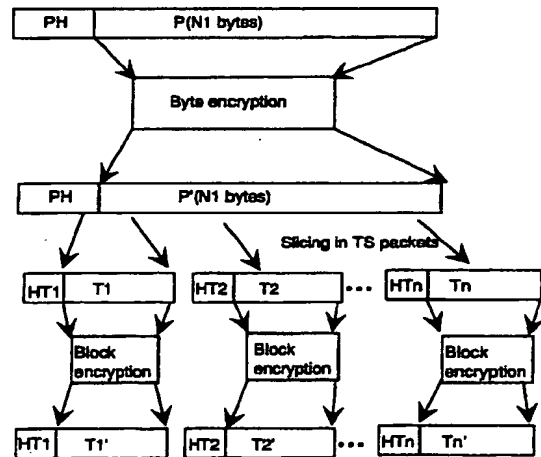 PH P(N1 bytes)
Byte encryption
PH P'(N1 bytes)
Slicing in TS packets
HT1 T1 HT2 T2 ••• HTn Tn
Block encryption Block encryption Block encryption
HT1 T1' HT2 T2' ••• HTn Tn'